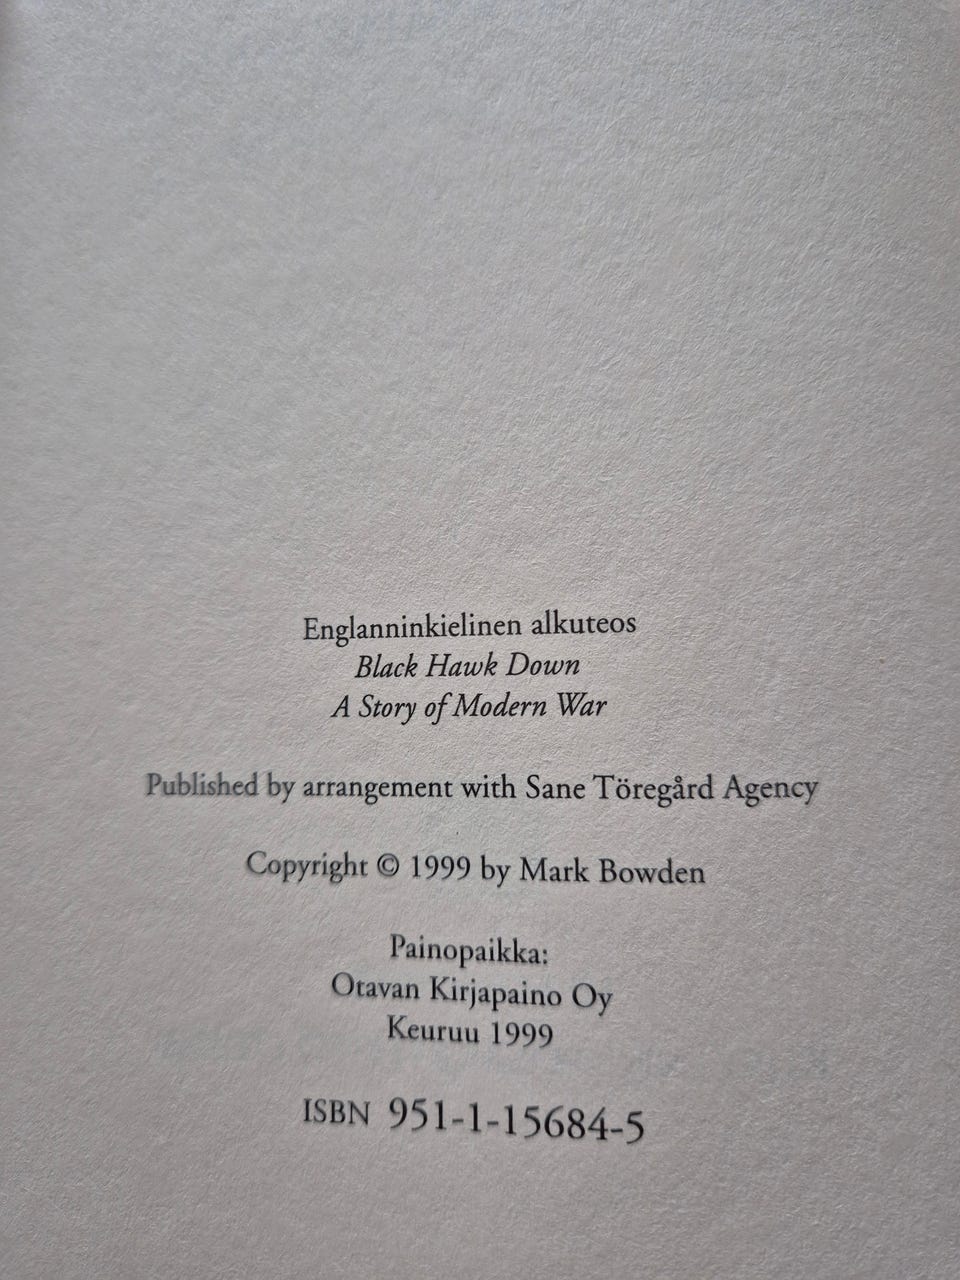 Englanninkielinen alkuteos
Black Hawk Down
A Story of Modern War
Published by arrangement with Sane Töregård Agency
Copyright © 1999 by Mark Bowden
Painopaikka:
Otavan Kirjapaino Oy
Keuruu 1999
ISBN 951-1-15684-5